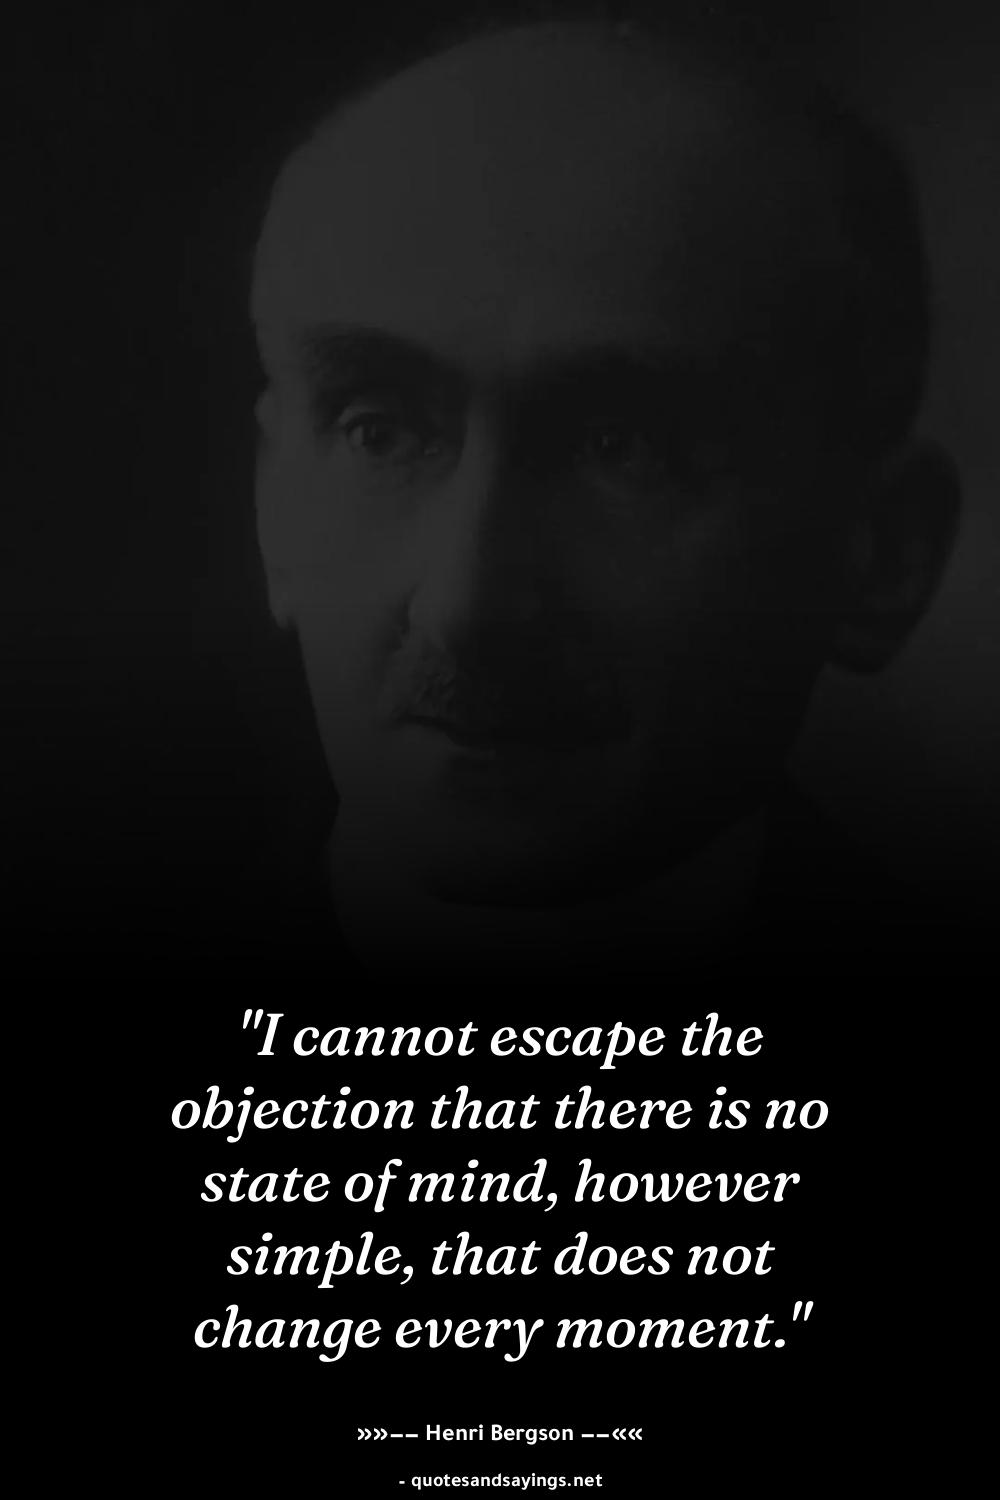 "I cannot escape the
objection that there is no
state of mind, however
simple, that does not
change every moment."
»»−− Henri Bergson −−««
- quotesandsayings.net